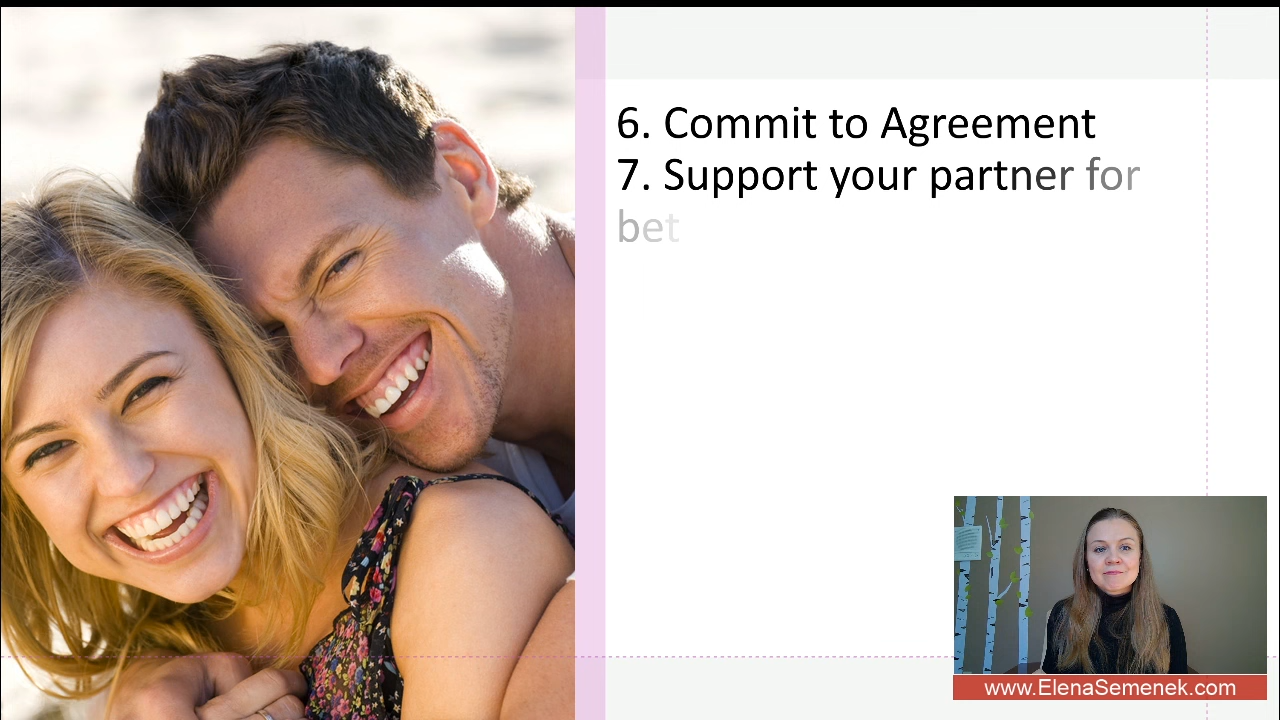 6. Commit to Agreement
7. Support your partner for
bet
www.ElenaSemenek.com